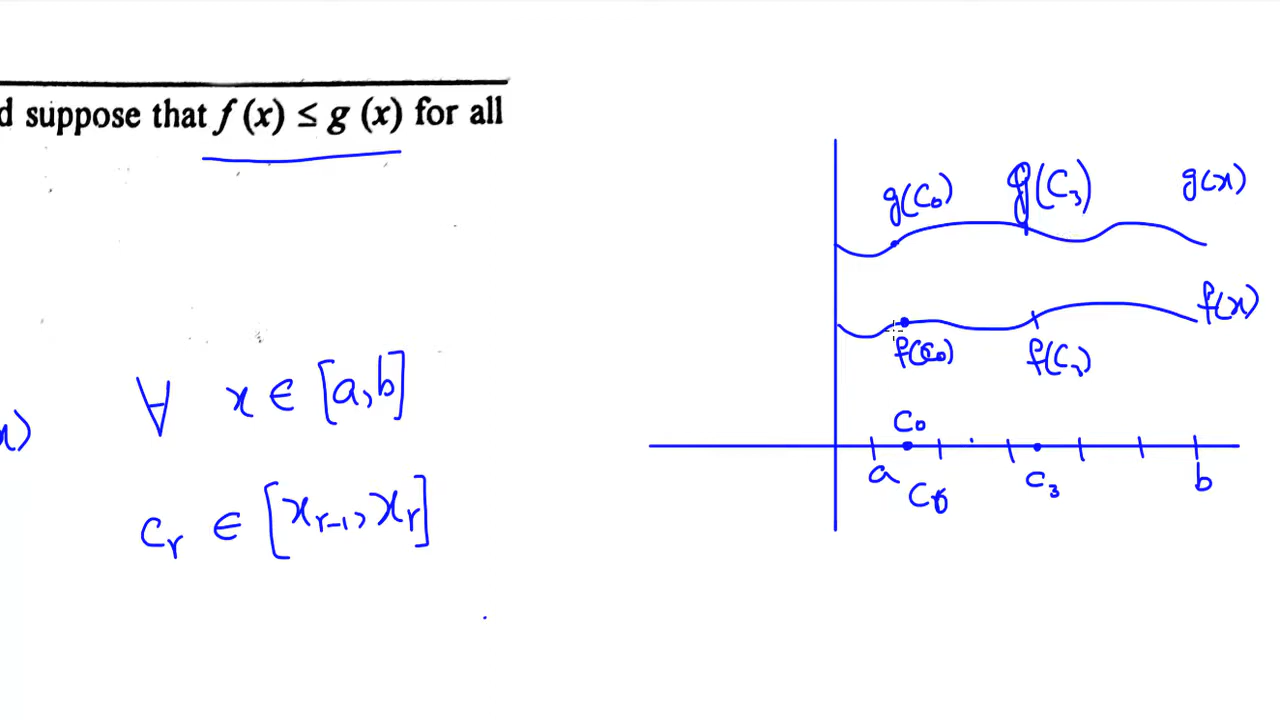 d suppose that f (x) ≤ g (x) for all
∀ x ∈ [a, b]
x)
c_r ∈ [x_{r-1}, x_r]
g(c₀) g(c₃) g(x)
f(x)
f(c₀) f(c₃)
c₀
a c₃ b